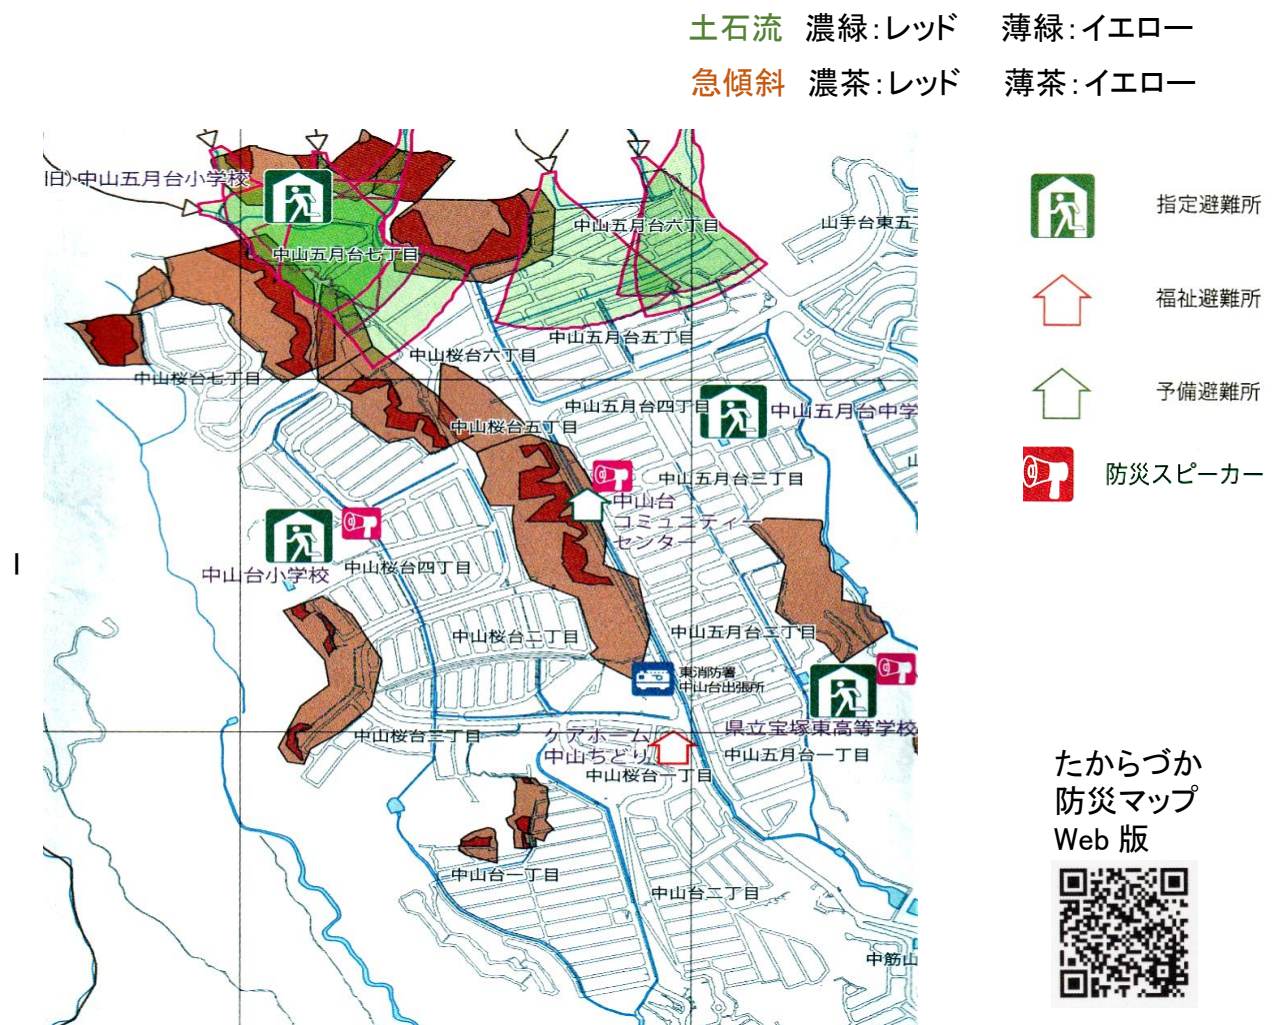 土石流 濃緑：レッド 薄緑：イエロー
急傾斜 濃茶：レッド 薄茶：イエロー
旧)中山五月台小学校
中山五月台七丁目
中山五月台六丁目
山手台東五
指定避難所
福祉避難所
中山五月台五丁目
中山桜台六丁目
中山桜台七丁目
予備避難所
中山五月台四丁目
中山五月台中学
中山桜台五丁目
防災スピーカー
中山五月台三丁目
中山台
コミュニティー
センター
中山台小学校
中山桜台四丁目
中山桜台二丁目
中山五月台二丁目
東消防署
中山台出張所
県立宝塚東高等学校
中山桜台三丁目
ケアホーム
中山ちどり
中山五月台一丁目
中山桜台一丁目
たからづか
防災マップ
Web 版
中山台一丁目
中山台二丁目
中筋山